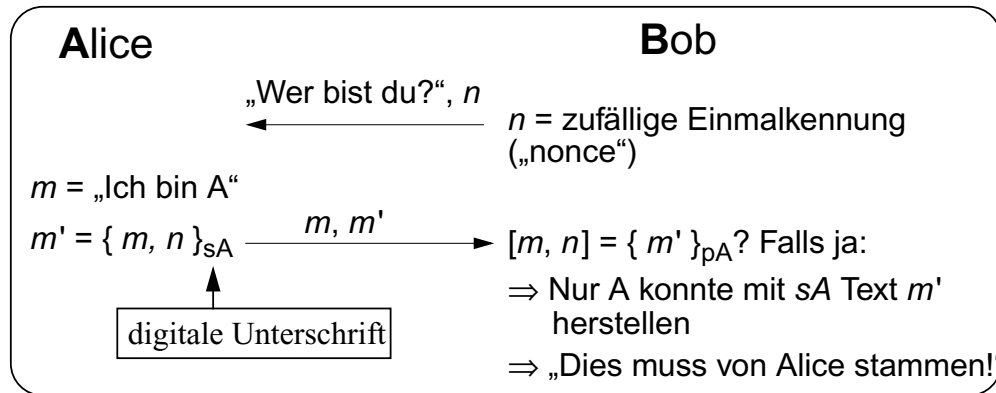 Alice
Bob
„Wer bist du?“, n
n = zufällige Einmalkennung
(„nonce“)
m = „Ich bin A“
m' = { m, n }sA
m, m'
[m, n] = { m' }pA? Falls ja:
⇒ Nur A konnte mit sA Text m'
herstellen
digitale Unterschrift
⇒ „Dies muss von Alice stammen!“